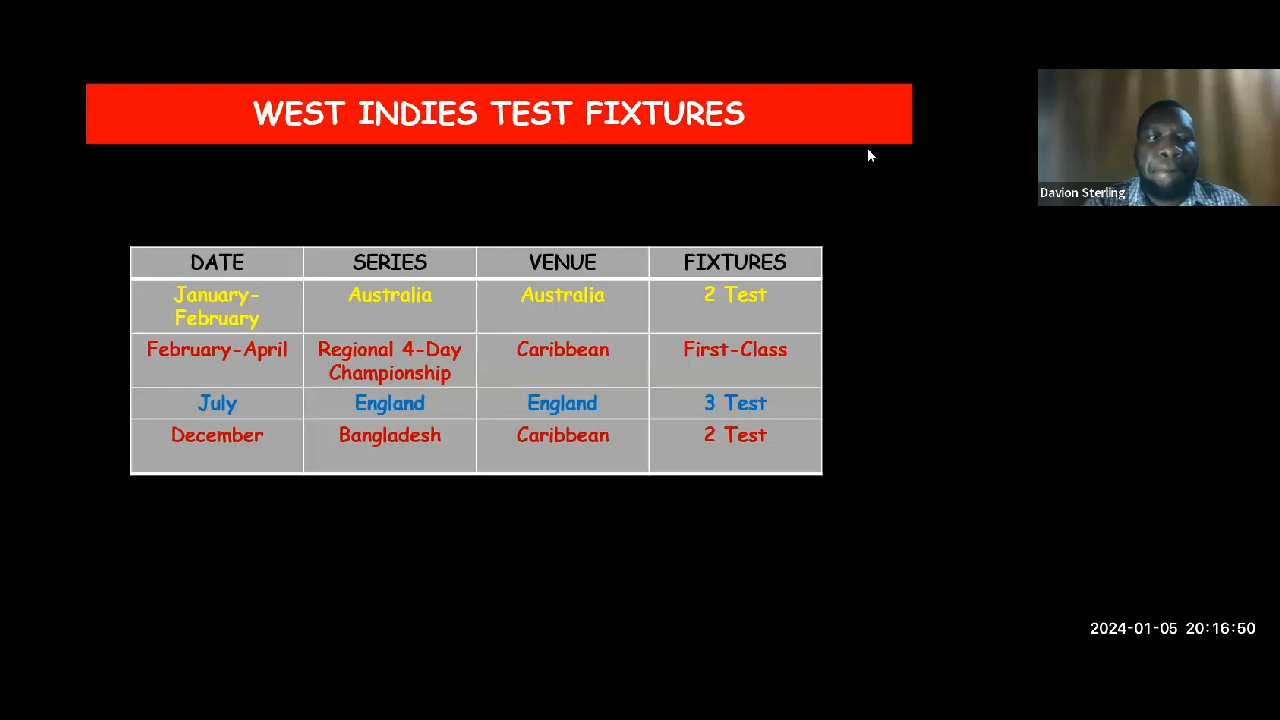 WEST INDIES TEST FIXTURES
Davion Sterling
DATE SERIES VENUE FIXTURES
January- Australia Australia 2 Test
February
February-April Regional 4-Day Caribbean First-Class
Championship
July England England 3 Test
December Bangladesh Caribbean 2 Test
2024-01-05 20:16:50